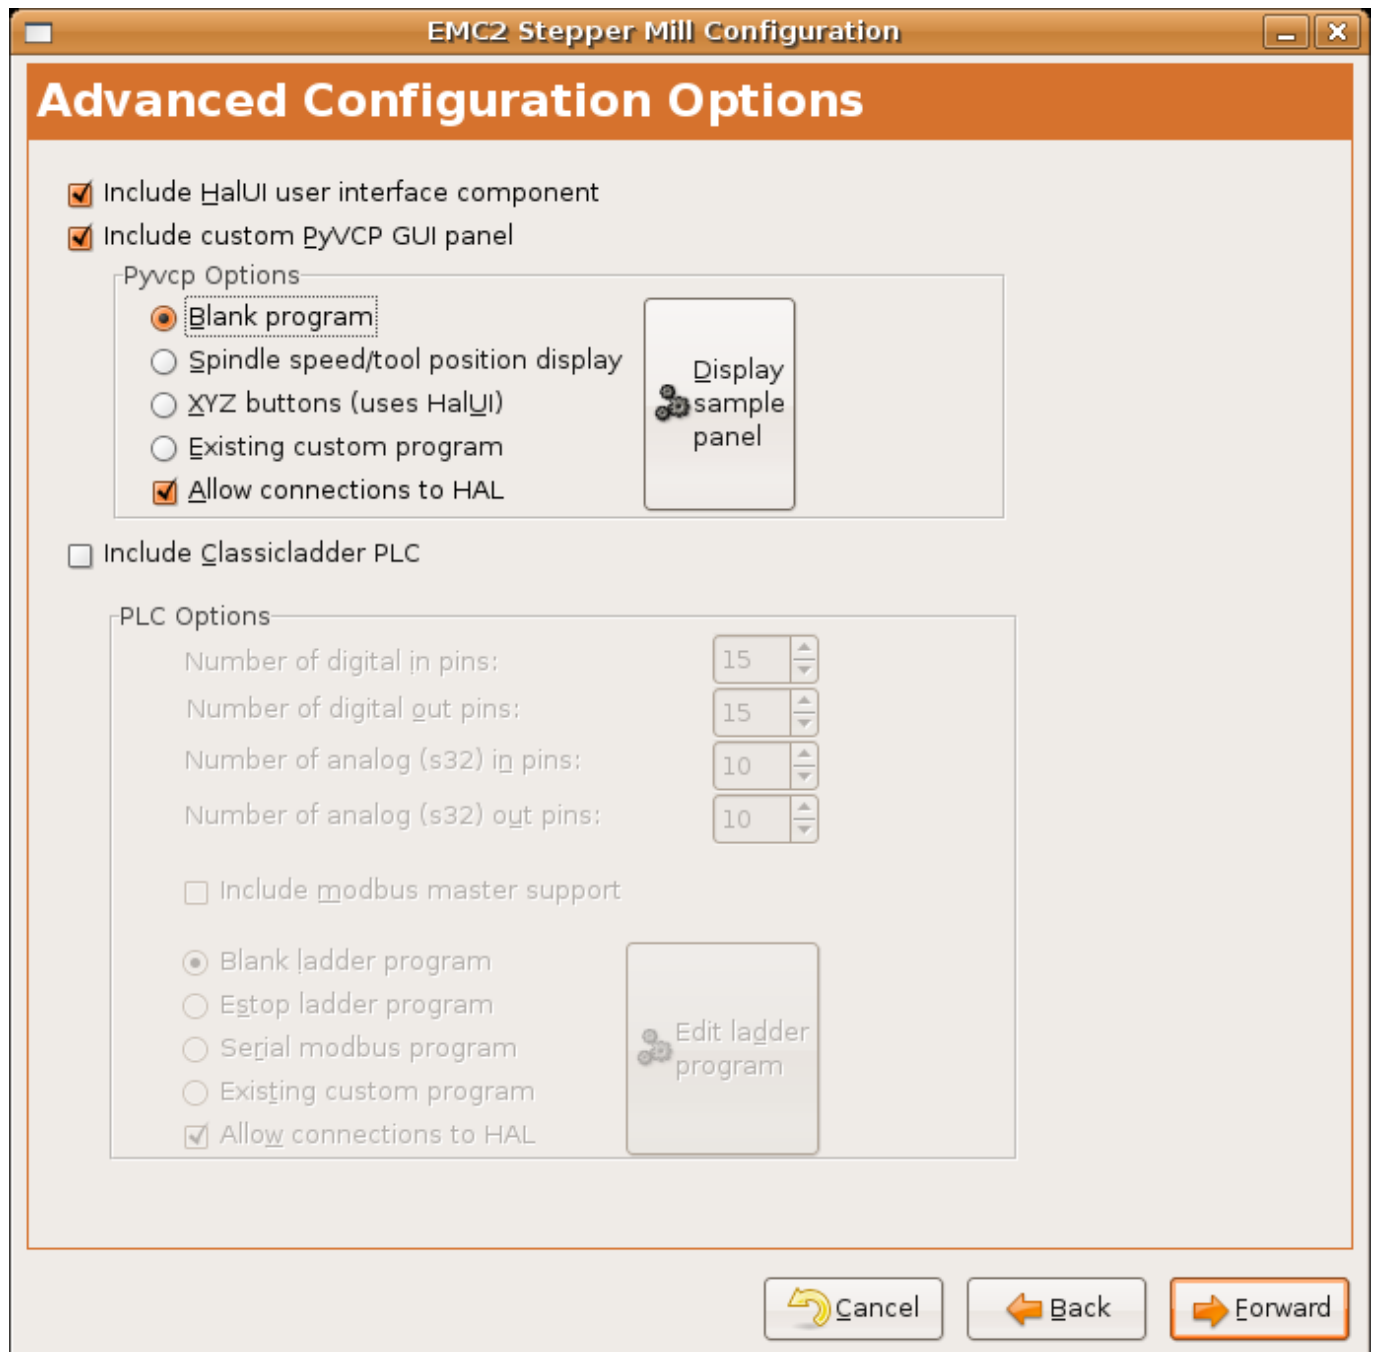 EMC2 Stepper Mill Configuration
Advanced Configuration Options
Include HalUI user interface component
Include custom PyVCP GUI panel
Pyvcp Options
Blank program
Spindle speed/tool position display
XYZ buttons (uses HalUI)
Existing custom program
Allow connections to HAL
Display
sample
panel
Include Classicladder PLC
PLC Options
Number of digital in pins: 15
Number of digital out pins: 15
Number of analog (s32) in pins: 10
Number of analog (s32) out pins: 10
Include modbus master support
Blank ladder program
Estop ladder program
Serial modbus program
Existing custom program
Allow connections to HAL
Edit ladder
program
Cancel Back Forward